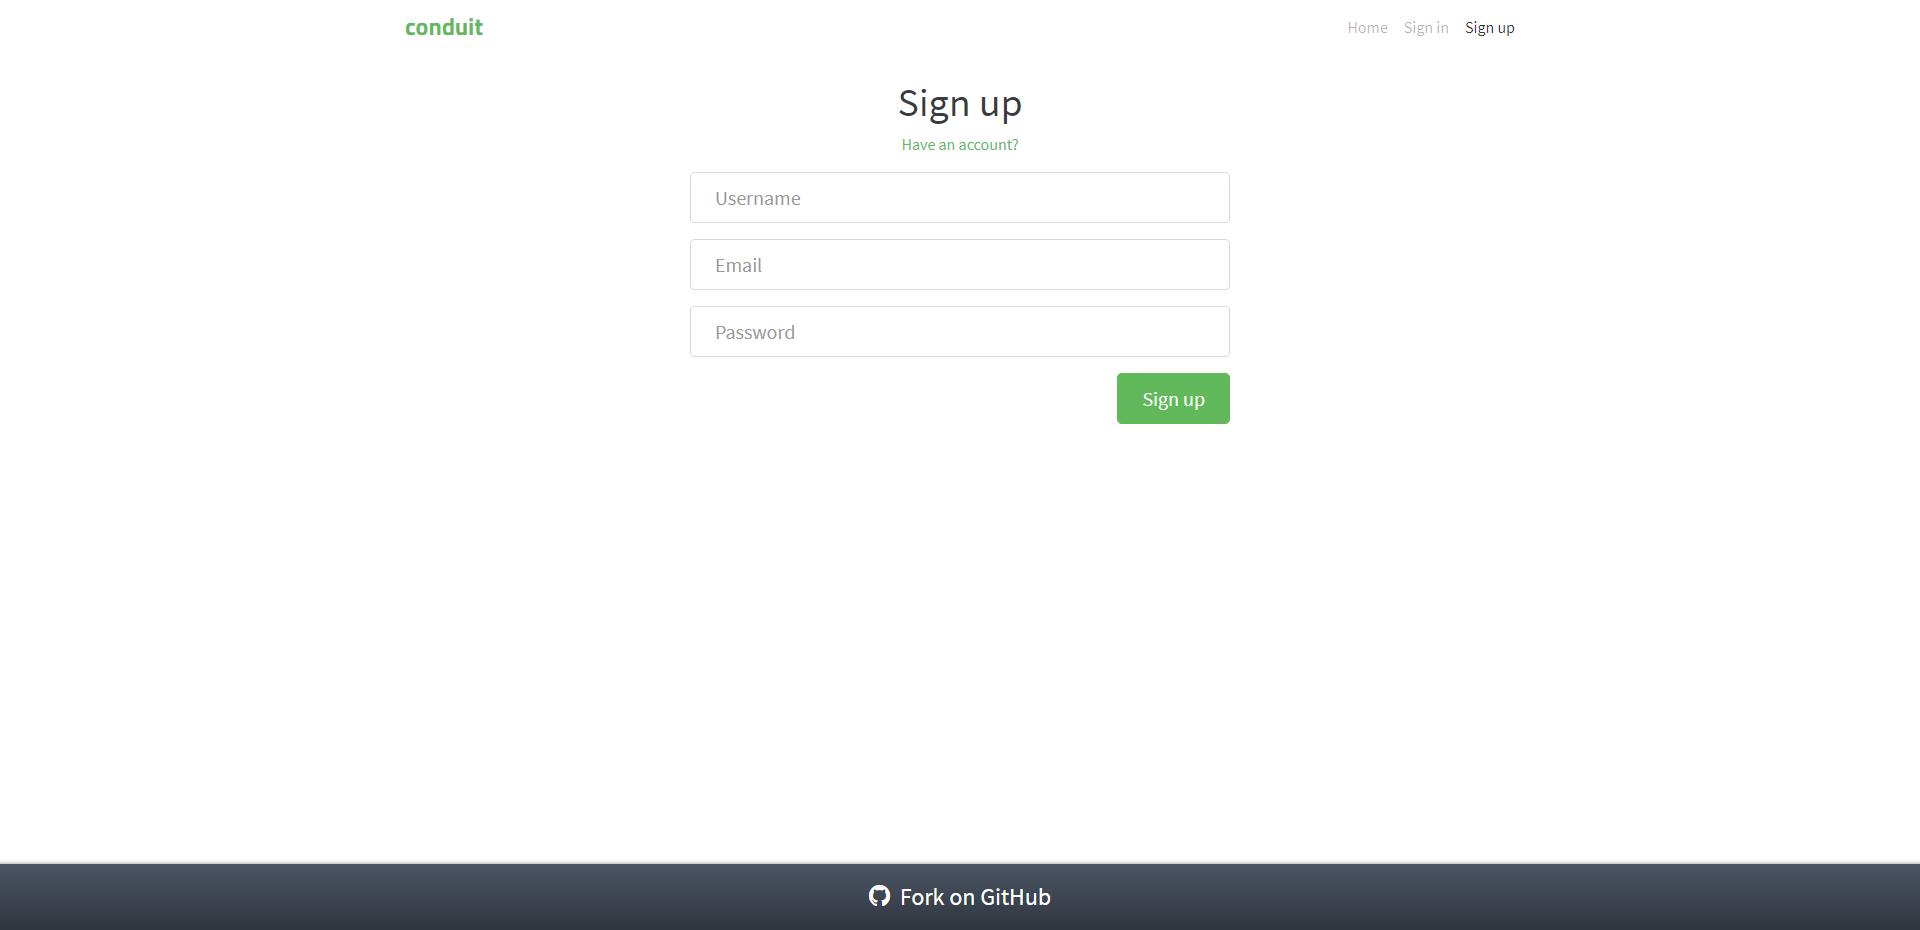 conduit
Home Sign in Sign up
Sign up
Have an account?
Username
Email
Password
Sign up
Fork on GitHub